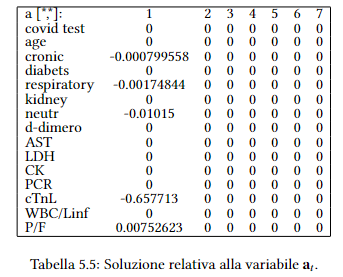 a [*,*]: 1 2 3 4 5 6 7
covid test 0 0 0 0 0 0 0
age 0 0 0 0 0 0 0
cronic -0.000799558 0 0 0 0 0 0
diabets 0 0 0 0 0 0 0
respiratory -0.00174844 0 0 0 0 0 0
kidney 0 0 0 0 0 0 0
neutr -0.01015 0 0 0 0 0 0
d-dimero 0 0 0 0 0 0 0
AST 0 0 0 0 0 0 0
LDH 0 0 0 0 0 0 0
CK 0 0 0 0 0 0 0
PCR 0 0 0 0 0 0 0
cTnL -0.657713 0 0 0 0 0 0
WBC/Linf 0 0 0 0 0 0 0
P/F 0.00752623 0 0 0 0 0 0
Tabella 5.5: Soluzione relativa alla variabile aₜ.